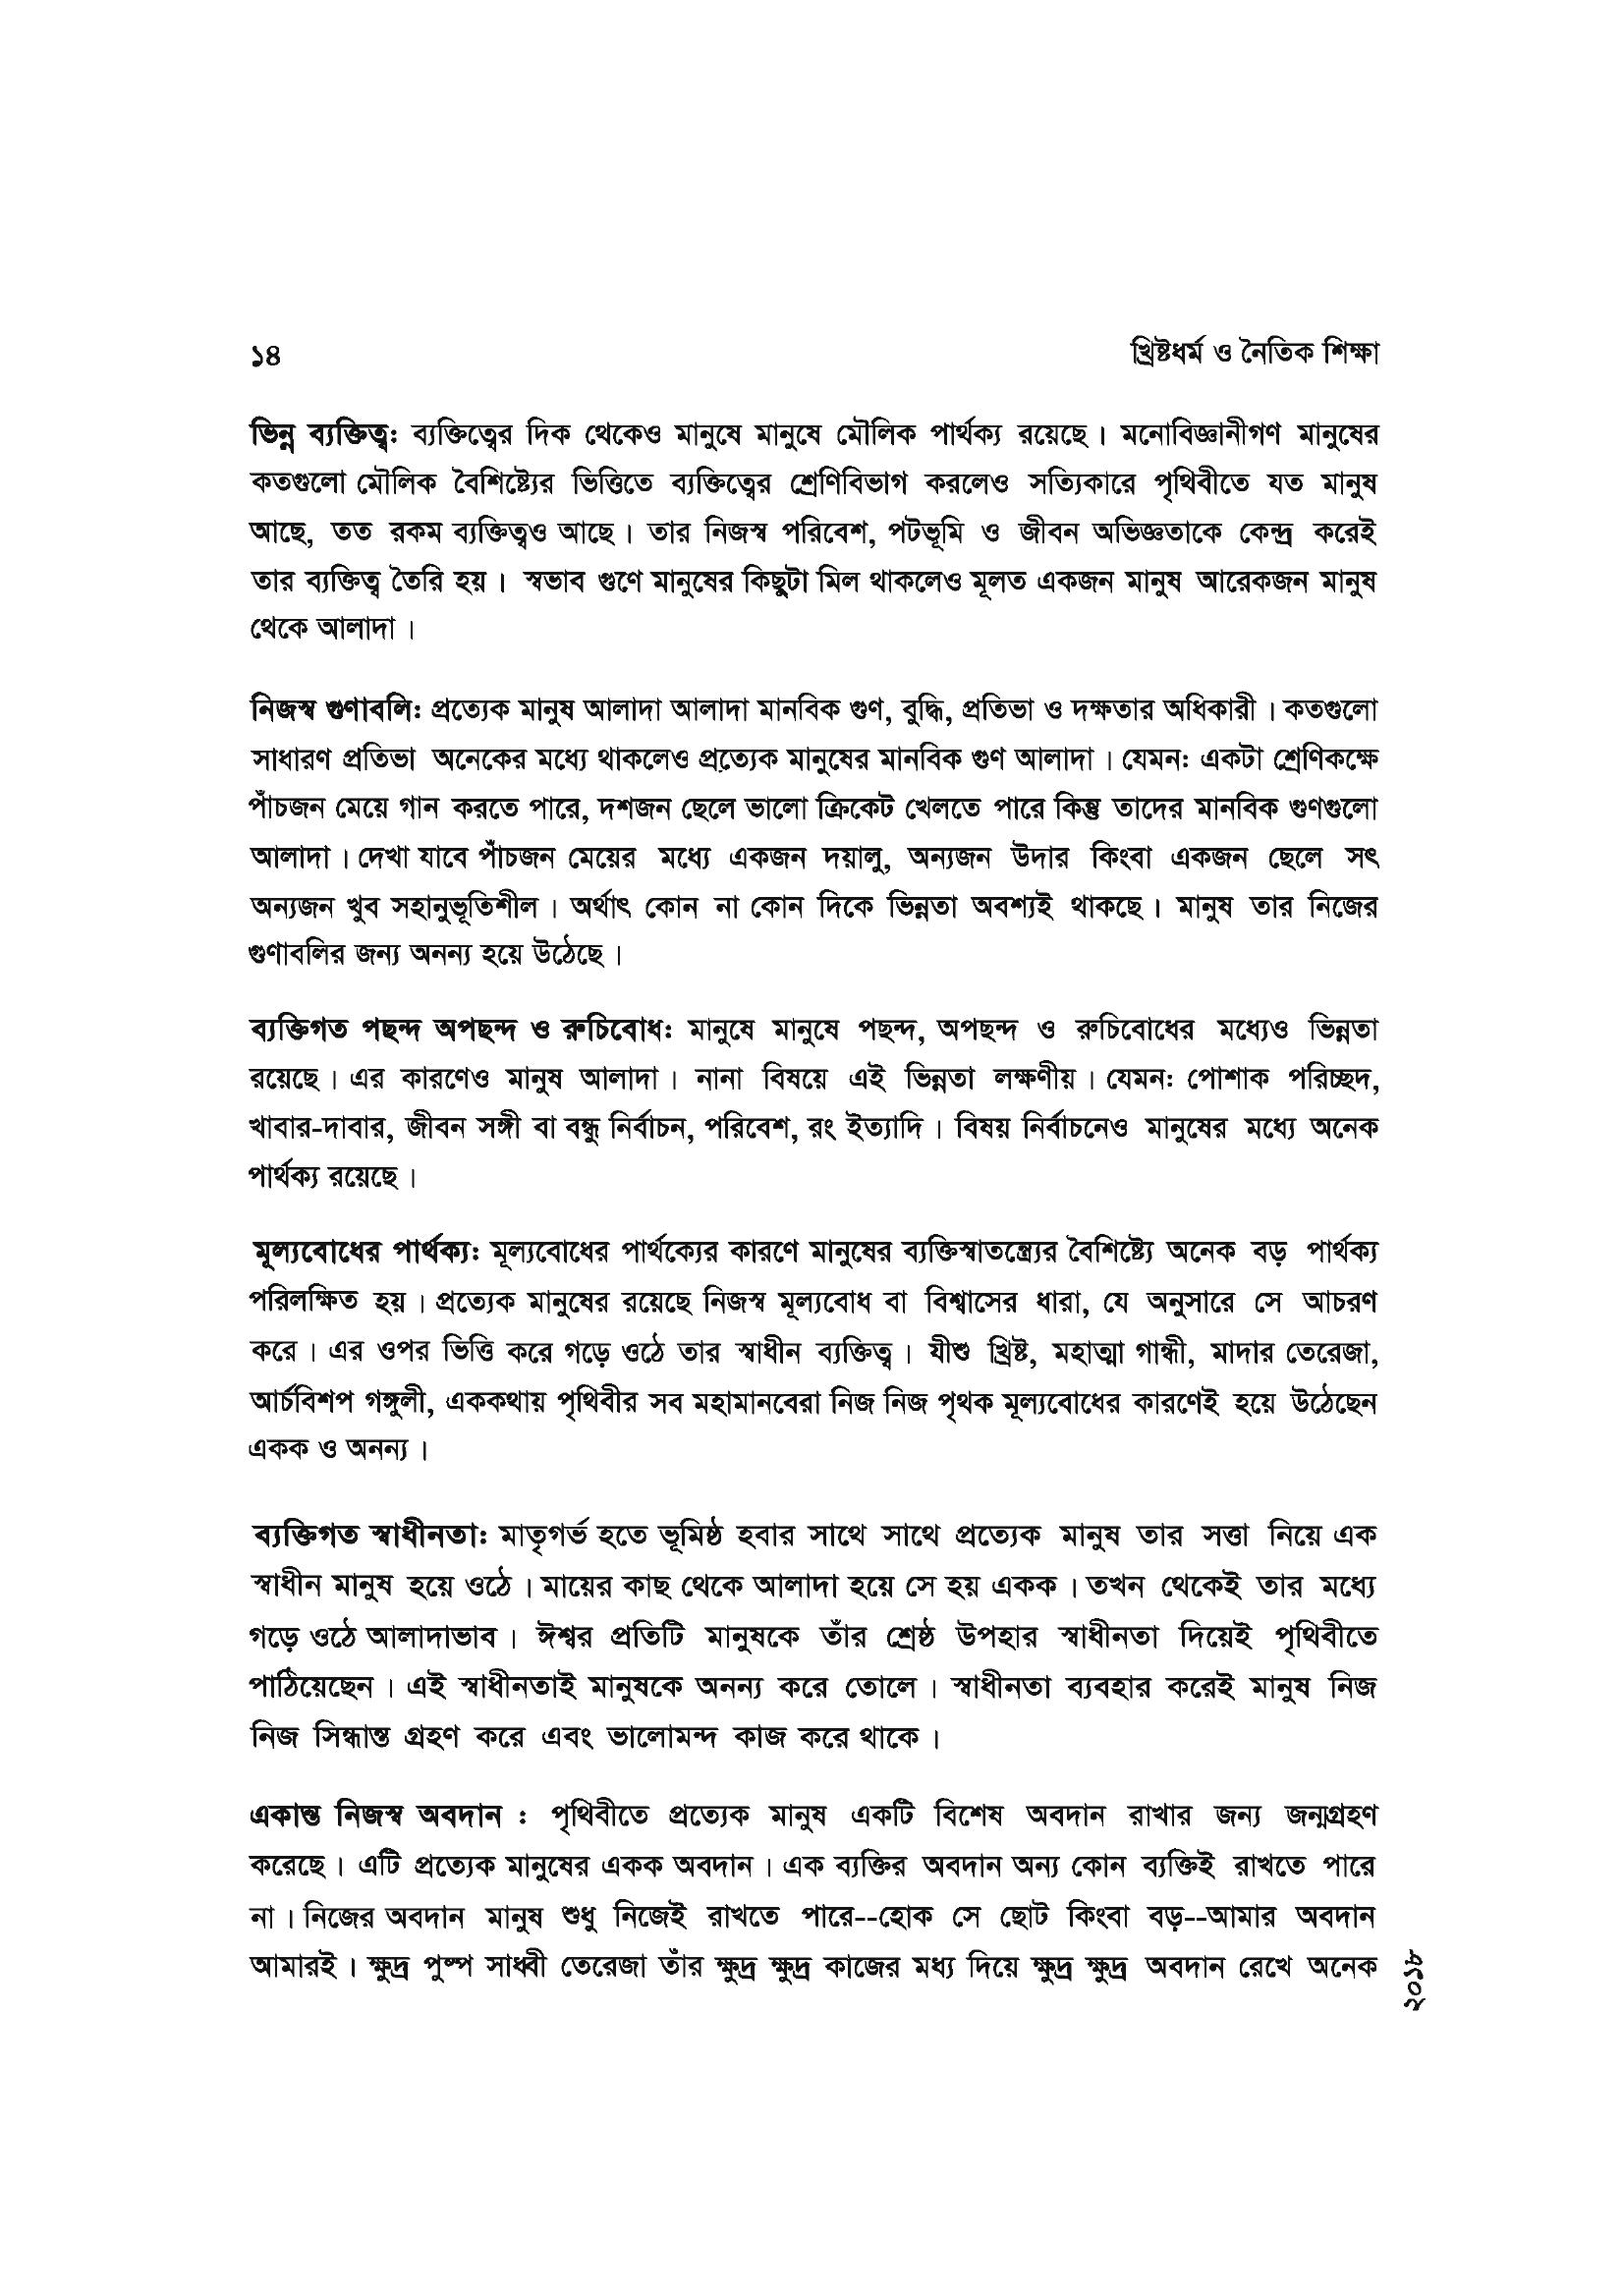 ১৪ খ্রিষ্টধর্ম ও নৈতিক শিক্ষা
ভিন্ন ব্যক্তিত্ব: ব্যক্তিত্বের দিক থেকেও মানুষে মানুষে মৌলিক পার্থক্য রয়েছে। মনোবিজ্ঞানীগণ মানুষের
কতগুলো মৌলিক বৈশিষ্ট্যের ভিত্তিতে ব্যক্তিত্বের শ্রেণিবিভাগ করলেও সত্যিকারে পৃথিবীতে যত মানুষ
আছে, তত রকম ব্যক্তিত্বও আছে। তার নিজস্ব পরিবেশ, পটভূমি ও জীবন অভিজ্ঞতাকে কেন্দ্র করেই
তার ব্যক্তিত্ব তৈরি হয়। স্বভাব গুণে মানুষের কিছুটা মিল থাকলেও মূলত একজন মানুষ আরেকজন মানুষ
থেকে আলাদা।
নিজস্ব গুণাবলি: প্রত্যেক মানুষ আলাদা আলাদা মানবিক গুণ, বুদ্ধি, প্রতিভা ও দক্ষতার অধিকারী। কতগুলো
সাধারণ প্রতিভা অনেকের মধ্যে থাকলেও প্রত্যেক মানুষের মানবিক গুণ আলাদা। যেমন: একটা শ্রেণিকক্ষে
পাঁচজন মেয়ে গান করতে পারে, দশজন ছেলে ভালো ক্রিকেট খেলতে পারে কিন্তু তাদের মানবিক গুণগুলো
আলাদা। দেখা যাবে পাঁচজন মেয়ের মধ্যে একজন দয়ালু, অন্যজন উদার কিংবা একজন ছেলে সৎ
অন্যজন খুব সহানুভূতিশীল। অর্থাৎ কোন না কোন দিকে ভিন্নতা অবশ্যই থাকছে। মানুষ তার নিজের
গুণাবলির জন্য অনন্য হয়ে উঠেছে।
ব্যক্তিগত পছন্দ অপছন্দ ও রুচিবোধ: মানুষে মানুষে পছন্দ, অপছন্দ ও রুচিবোধের মধ্যেও ভিন্নতা
রয়েছে। এর কারণেও মানুষ আলাদা। নানা বিষয়ে এই ভিন্নতা লক্ষণীয়। যেমন: পোশাক পরিচ্ছদ,
খাবার-দাবার, জীবন সঙ্গী বা বন্ধু নির্বাচন, পরিবেশ, রং ইত্যাদি। বিষয় নির্বাচনেও মানুষের মধ্যে অনেক
পার্থক্য রয়েছে।
মূল্যবোধের পার্থক্য: মূল্যবোধের পার্থক্যের কারণে মানুষের ব্যক্তিস্বাতন্ত্র্যের বৈশিষ্ট্যে অনেক বড় পার্থক্য
পরিলক্ষিত হয়। প্রত্যেক মানুষের রয়েছে নিজস্ব মূল্যবোধ বা বিশ্বাসের ধারা, যে অনুসারে সে আচরণ
করে। এর ওপর ভিত্তি করে গড়ে ওঠে তার স্বাধীন ব্যক্তিত্ব। যীশু খ্রিষ্ট, মহাত্মা গান্ধী, মাদার তেরেজা,
আর্চবিশপ গঙ্গুলী, এককথায় পৃথিবীর সব মহামানবেরা নিজ নিজ পৃথক মূল্যবোধের কারণেই হয়ে উঠেছেন
একক ও অনন্য।
ব্যক্তিগত স্বাধীনতা: মাতৃগর্ভ হতে ভূমিষ্ঠ হবার সাথে সাথে প্রত্যেক মানুষ তার সত্তা নিয়ে এক
স্বাধীন মানুষ হয়ে ওঠে। মায়ের কাছ থেকে আলাদা হয়ে সে হয় একক। তখন থেকেই তার মধ্যে
গড়ে ওঠে আলাদাভাব। ঈশ্বর প্রতিটি মানুষকে তাঁর শ্রেষ্ঠ উপহার স্বাধীনতা দিয়েই পৃথিবীতে
পাঠিয়েছেন। এই স্বাধীনতাই মানুষকে অনন্য করে তোলে। স্বাধীনতা ব্যবহার করেই মানুষ নিজ
নিজ সিন্ধান্ত গ্রহণ করে এবং ভালোমন্দ কাজ করে থাকে।
একান্ত নিজস্ব অবদান : পৃথিবীতে প্রত্যেক মানুষ একটি বিশেষ অবদান রাখার জন্য জন্মগ্রহণ
করেছে। এটি প্রত্যেক মানুষের একক অবদান। এক ব্যক্তির অবদান অন্য কোন ব্যক্তিই রাখতে পারে
না। নিজের অবদান মানুষ শুধু নিজেই রাখতে পারে--হোক সে ছোট কিংবা বড়--আমার অবদান
আমারই। ক্ষুদ্র পুষ্প সাধ্বী তেরেজা তাঁর ক্ষুদ্র ক্ষুদ্র কাজের মধ্য দিয়ে ক্ষুদ্র ক্ষুদ্র অবদান রেখে অনেক
২০১৮